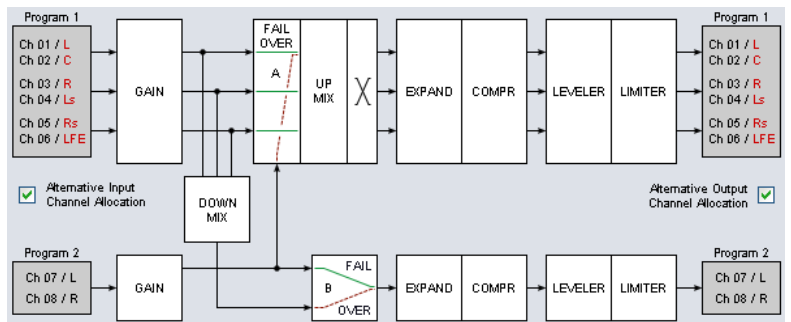 Program 1
Ch 01 / L
Ch 02 / C
Ch 03 / R
Ch 04 / Ls
Ch 05 / Rs
Ch 06 / LFE
GAIN
FAIL
OVER
A
UP
MIX
X
EXPAND
COMPR
LEVELER
LIMITER
Program 1
Ch 01 / L
Ch 02 / C
Ch 03 / R
Ch 04 / Ls
Ch 05 / Rs
Ch 06 / LFE
Alternative Input
Channel Allocation
DOWN
MIX
Alternative Output
Channel Allocation
Program 2
Ch 07 / L
Ch 08 / R
GAIN
FAIL
B
OVER
EXPAND
COMPR
LEVELER
LIMITER
Program 2
Ch 07 / L
Ch 08 / R